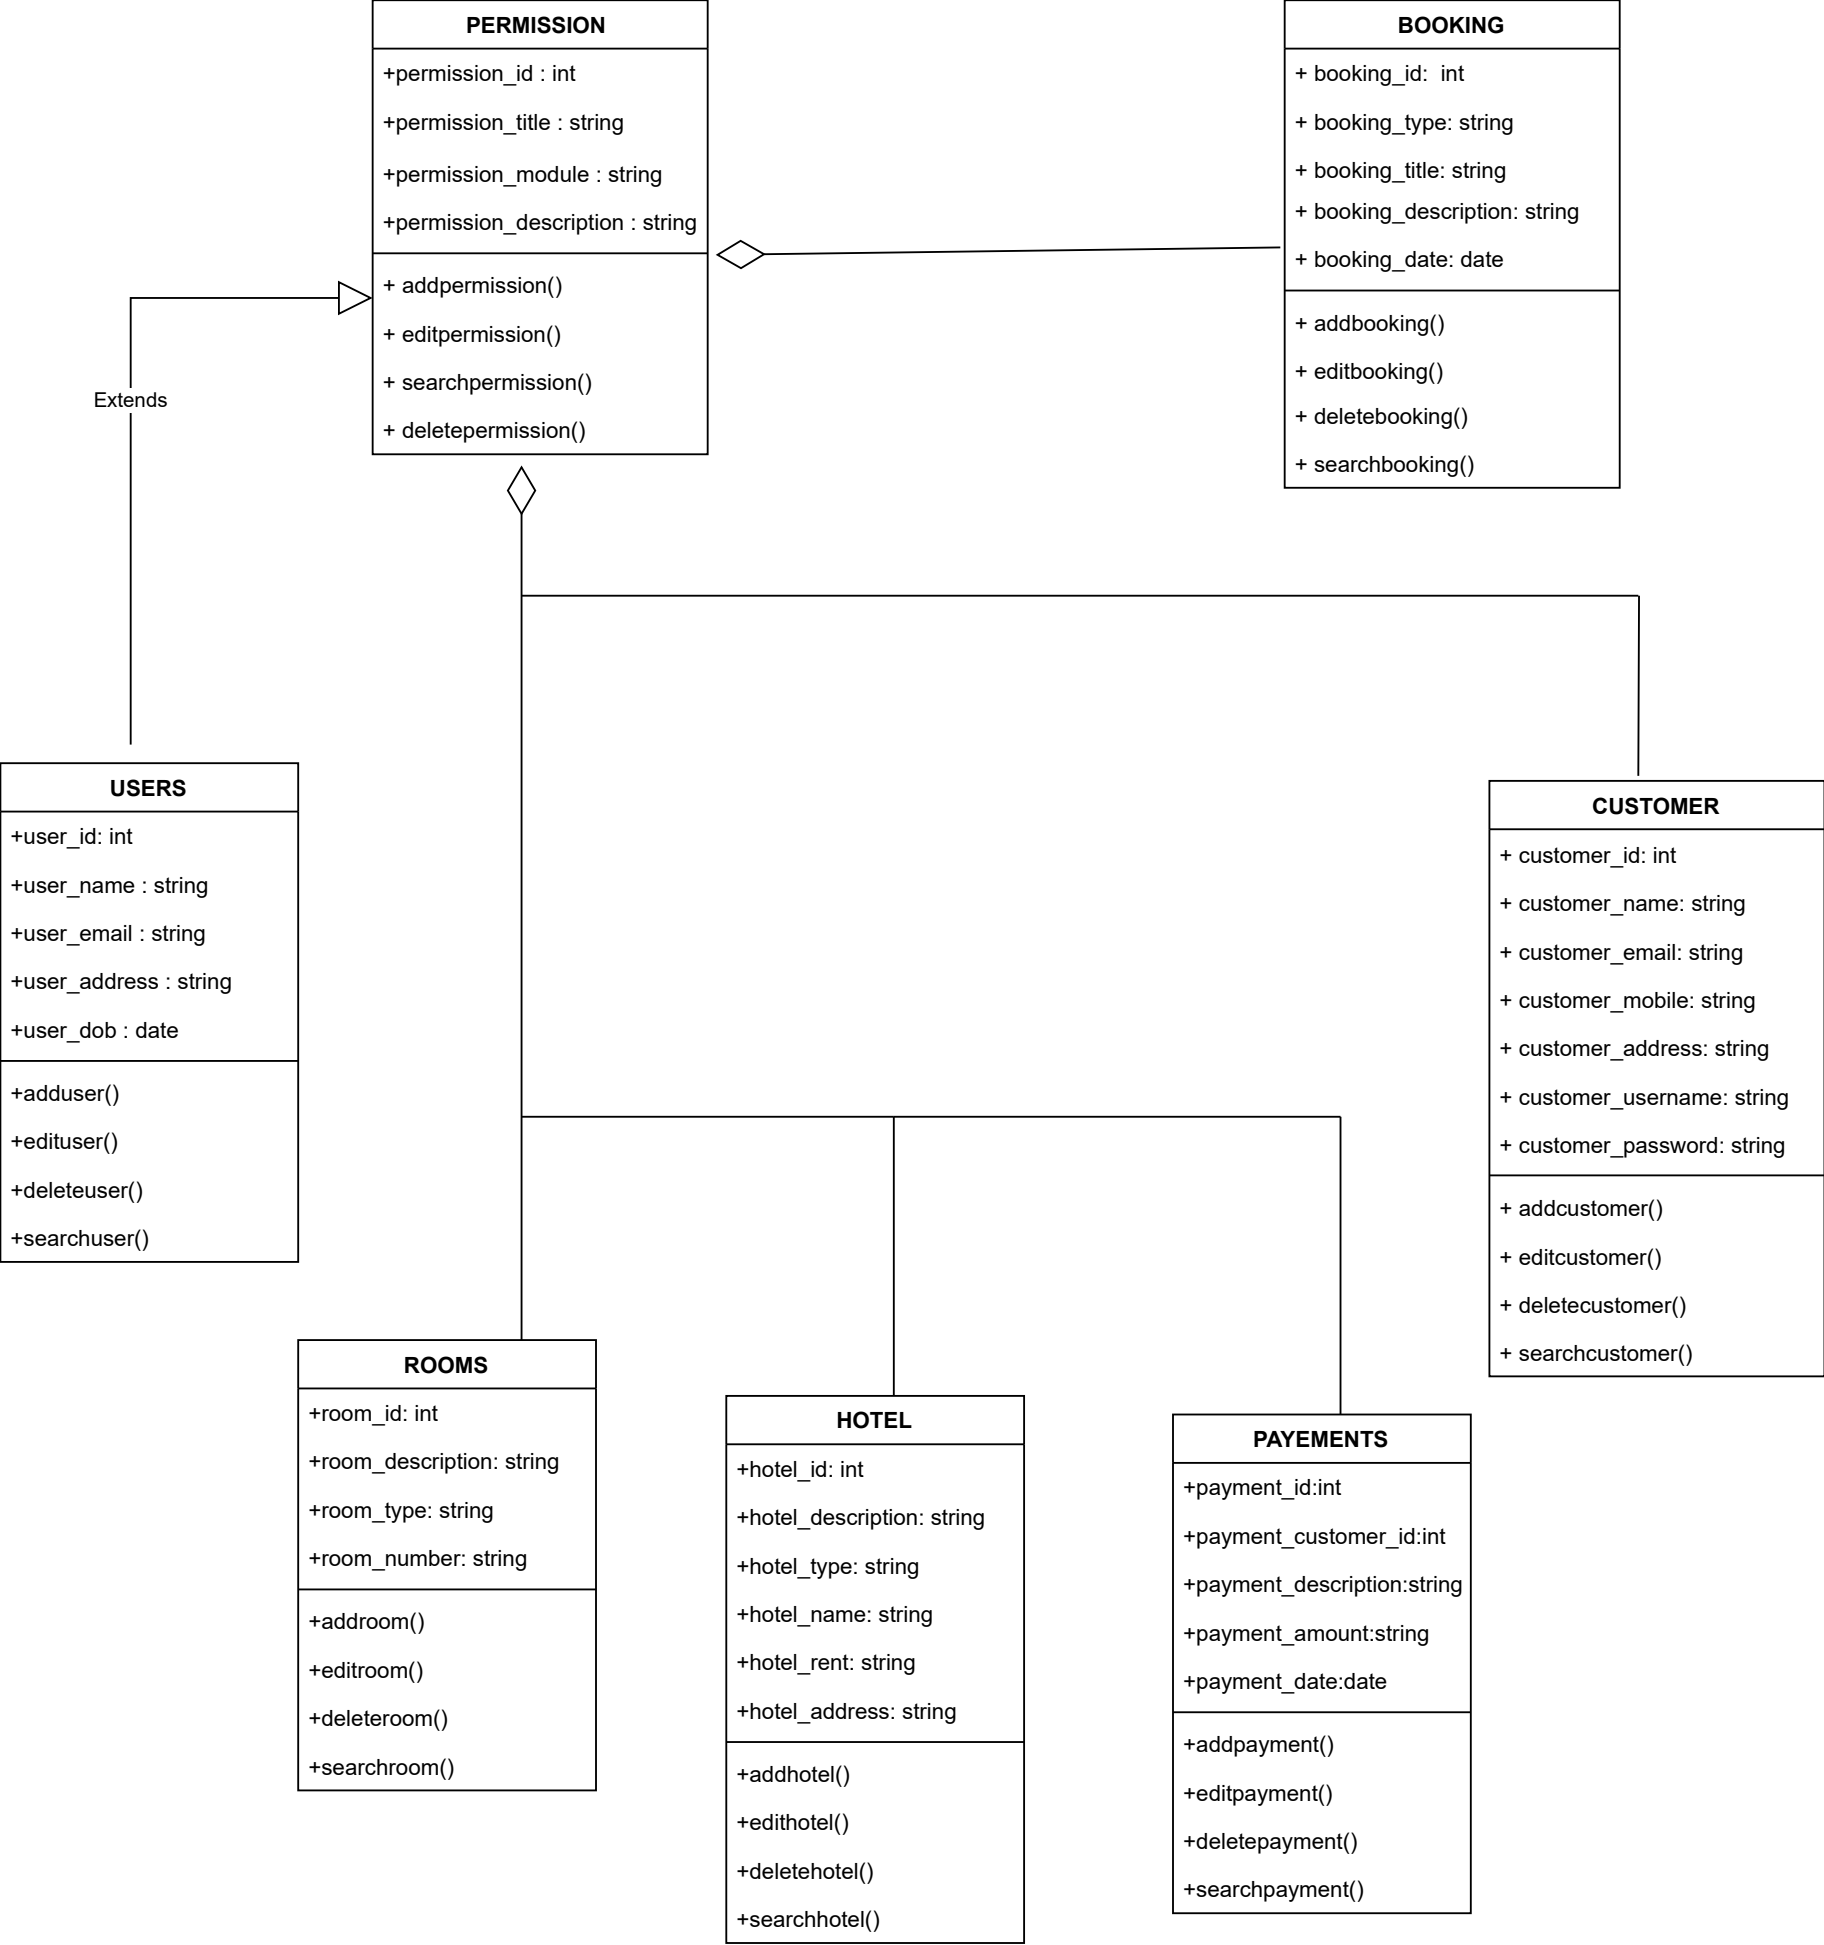 PERMISSION
+permission_id : int
+permission_title : string
+permission_module : string
+permission_description : string
+ addpermission()
+ editpermission()
+ searchpermission()
+ deletepermission()
BOOKING
+ booking_id:  int
+ booking_type: string
+ booking_title: string
+ booking_description: string
+ booking_date: date
+ addbooking()
+ editbooking()
+ deletebooking()
+ searchbooking()
Extends
USERS
+user_id: int
+user_name : string
+user_email : string
+user_address : string
+user_dob : date
+adduser()
+edituser()
+deleteuser()
+searchuser()
CUSTOMER
+ customer_id: int
+ customer_name: string
+ customer_email: string
+ customer_mobile: string
+ customer_address: string
+ customer_username: string
+ customer_password: string
+ addcustomer()
+ editcustomer()
+ deletecustomer()
+ searchcustomer()
ROOMS
+room_id: int
+room_description: string
+room_type: string
+room_number: string
+addroom()
+editroom()
+deleteroom()
+searchroom()
HOTEL
+hotel_id: int
+hotel_description: string
+hotel_type: string
+hotel_name: string
+hotel_rent: string
+hotel_address: string
+addhotel()
+edithotel()
+deletehotel()
+searchhotel()
PAYEMENTS
+payment_id:int
+payment_customer_id:int
+payment_description:string
+payment_amount:string
+payment_date:date
+addpayment()
+editpayment()
+deletepayment()
+searchpayment()